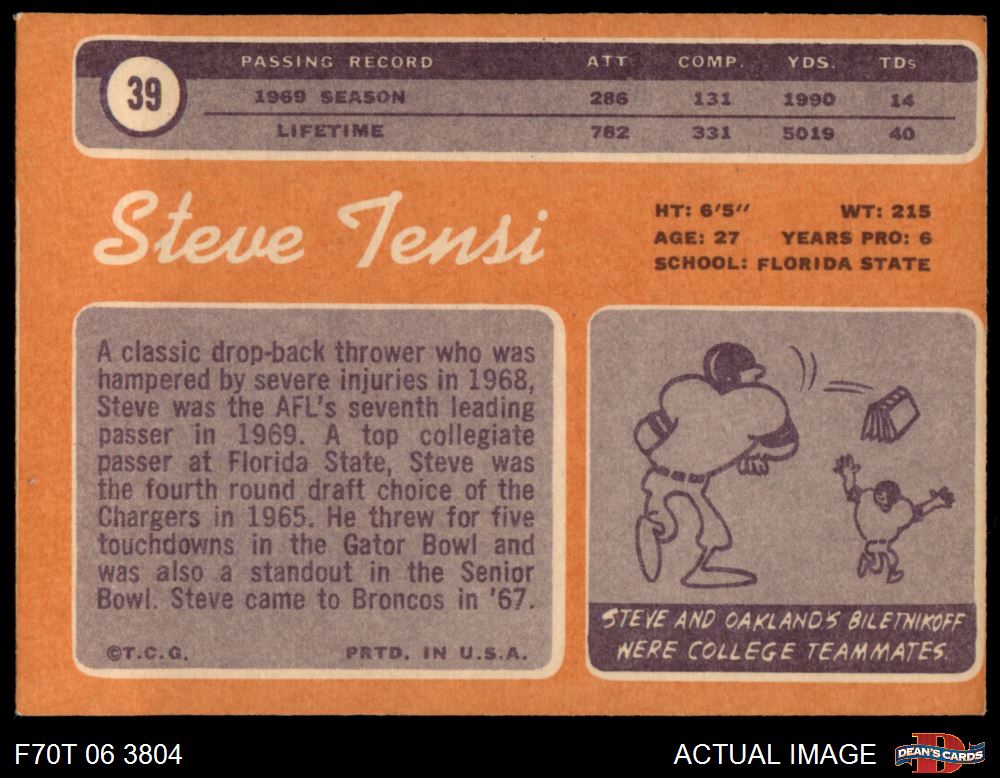 39
PASSING RECORD ATT COMP. YDS. TDs
1969 SEASON 286 131 1990 14
LIFETIME 782 331 5019 40
Steve Tensi
HT: 6'5" WT: 215
AGE: 27 YEARS PRO: 6
SCHOOL: FLORIDA STATE
A classic drop-back thrower who was
hampered by severe injuries in 1968,
Steve was the AFL's seventh leading
passer in 1969. A top collegiate
passer at Florida State, Steve was
the fourth round draft choice of the
Chargers in 1965. He threw for five
touchdowns in the Gator Bowl and
was also a standout in the Senior
Bowl. Steve came to Broncos in '67.
©T.C.G. PRTD. IN U.S.A.
STEVE AND OAKLAND'S BILETNIKOFF
WERE COLLEGE TEAMMATES
F70T 06 3804 ACTUAL IMAGE
DEAN'S CARDS